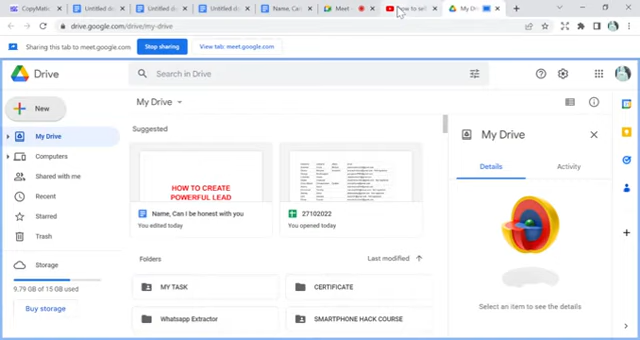 CopyMatic
Untitled d
Untitled d
Untitled d
Name, Ca
Meet
How to sel
My Dri
drive.google.com/drive/my-drive
Sharing this tab to meet.google.com
Stop sharing
View tab: meet.google.com
Drive
Search in Drive
New
My Drive
Computers
Shared with me
Recent
Starred
Trash
Storage
9,79 GB of 15 GB used
Buy storage
My Drive
Suggested
HOW TO CREATE
POWERFUL LEAD
Name, Can I be honest with you
You edited today
27102022
You opened today
Folders
Last modified
MY TASK
CERTIFICATE
Whatsapp Extractor
SMARTPHONE HACK COURSE
My Drive
Details
Activity
Select an item to see the details